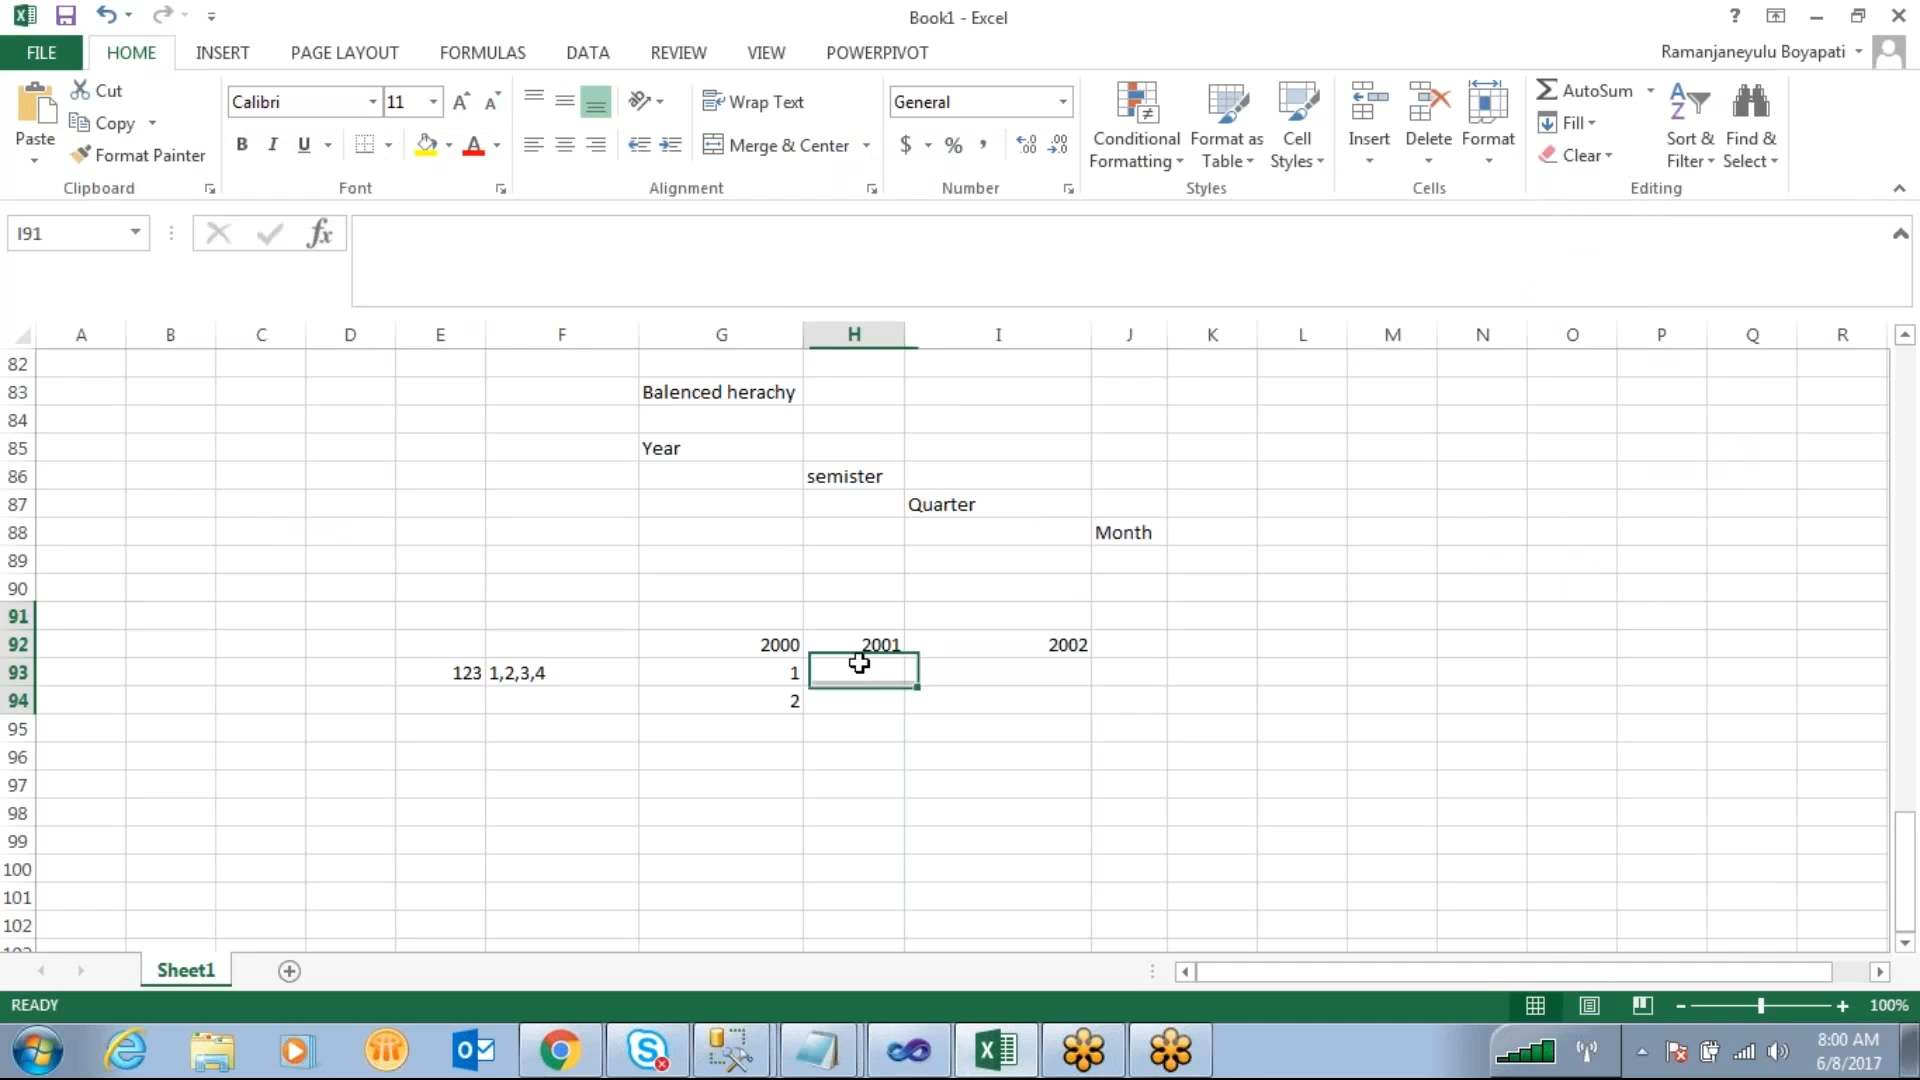 Book1 - Excel
?
FILE HOME INSERT PAGE LAYOUT FORMULAS DATA REVIEW VIEW POWERPIVOT
Ramanjaneyulu Boyapati
Paste
Cut
Copy
Format Painter
Clipboard
Calibri 11
B I U
Font
Wrap Text
Merge & Center
Alignment
General
$ % ,
Number
Conditional Formatting
Format as Table
Cell Styles
Styles
Insert Delete Format
Cells
AutoSum
Fill
Clear
Sort & Filter
Find & Select
Editing
I91
fx
A B C D E F G H I J K L M N O P Q R
82
83 Balenced herachy
84
85 Year
86 semister
87 Quarter
88 Month
89
90
91
92 2000 2001 2002
93 123 1,2,3,4 1
94 2
95
96
97
98
99
100
101
102
Sheet1
READY
100%
8:00 AM
6/8/2017